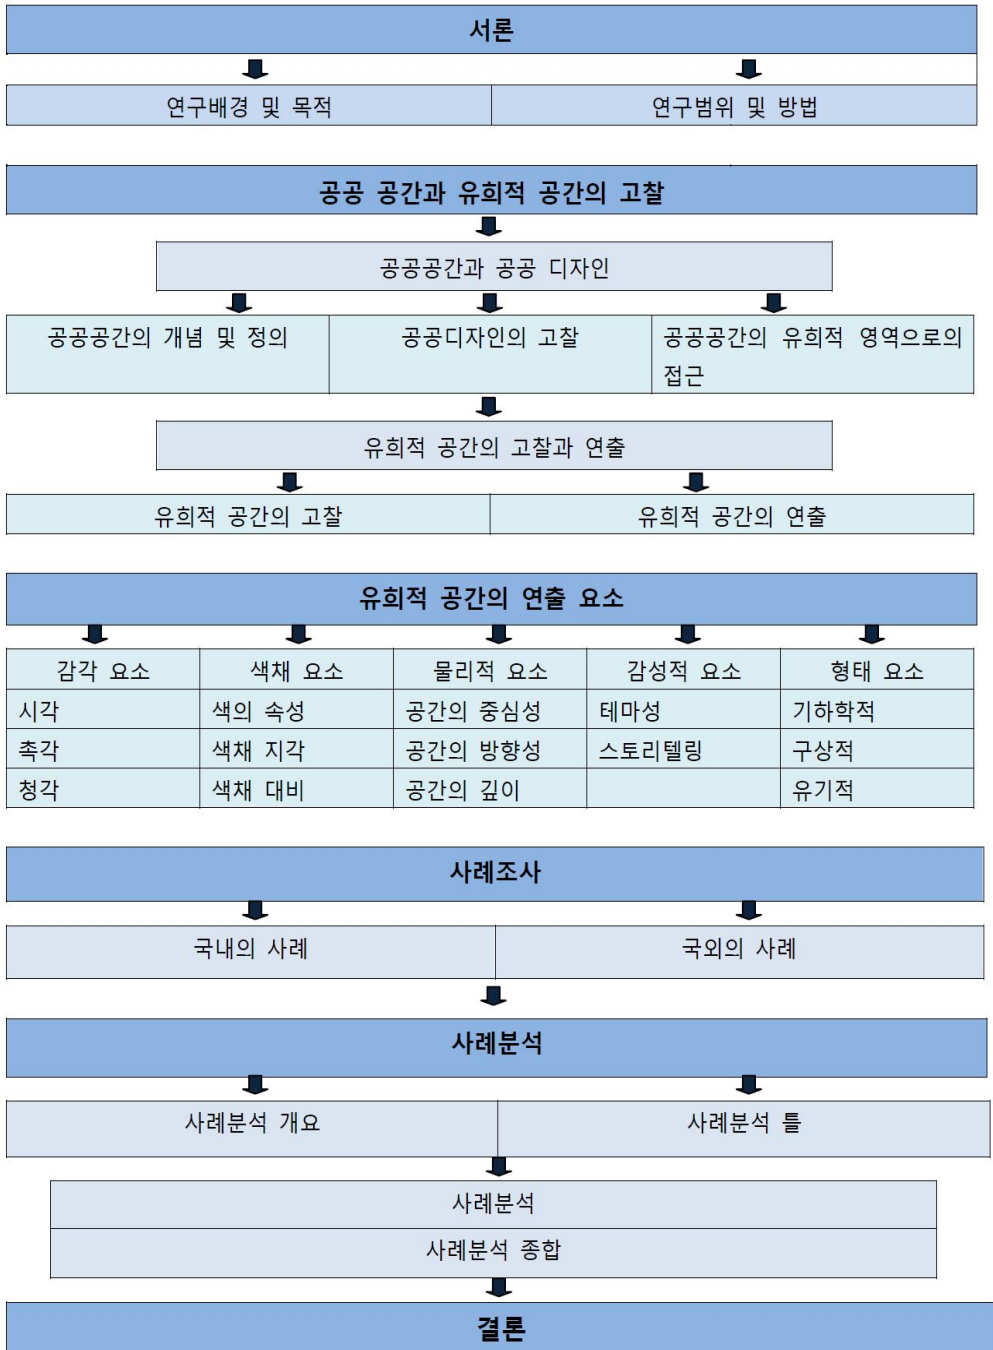 서론
연구배경 및 목적
연구범위 및 방법
공공 공간과 유희적 공간의 고찰
공공공간과 공공 디자인
공공공간의 개념 및 정의
공공디자인의 고찰
공공공간의 유희적 영역으로의
접근
유희적 공간의 고찰과 연출
유희적 공간의 고찰
유희적 공간의 연출
유희적 공간의 연출 요소
감각 요소
색채 요소
물리적 요소
감성적 요소
형태 요소
시각
색의 속성
공간의 중심성
테마성
기하학적
촉각
색채 지각
공간의 방향성
스토리텔링
구상적
청각
색채 대비
공간의 깊이
유기적
사례조사
국내의 사례
국외의 사례
사례분석
사례분석 개요
사례분석 틀
사례분석
사례분석 종합
결론